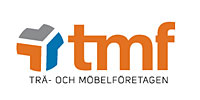 tmf
TRÄ- OCH MÖBELFÖRETAGEN